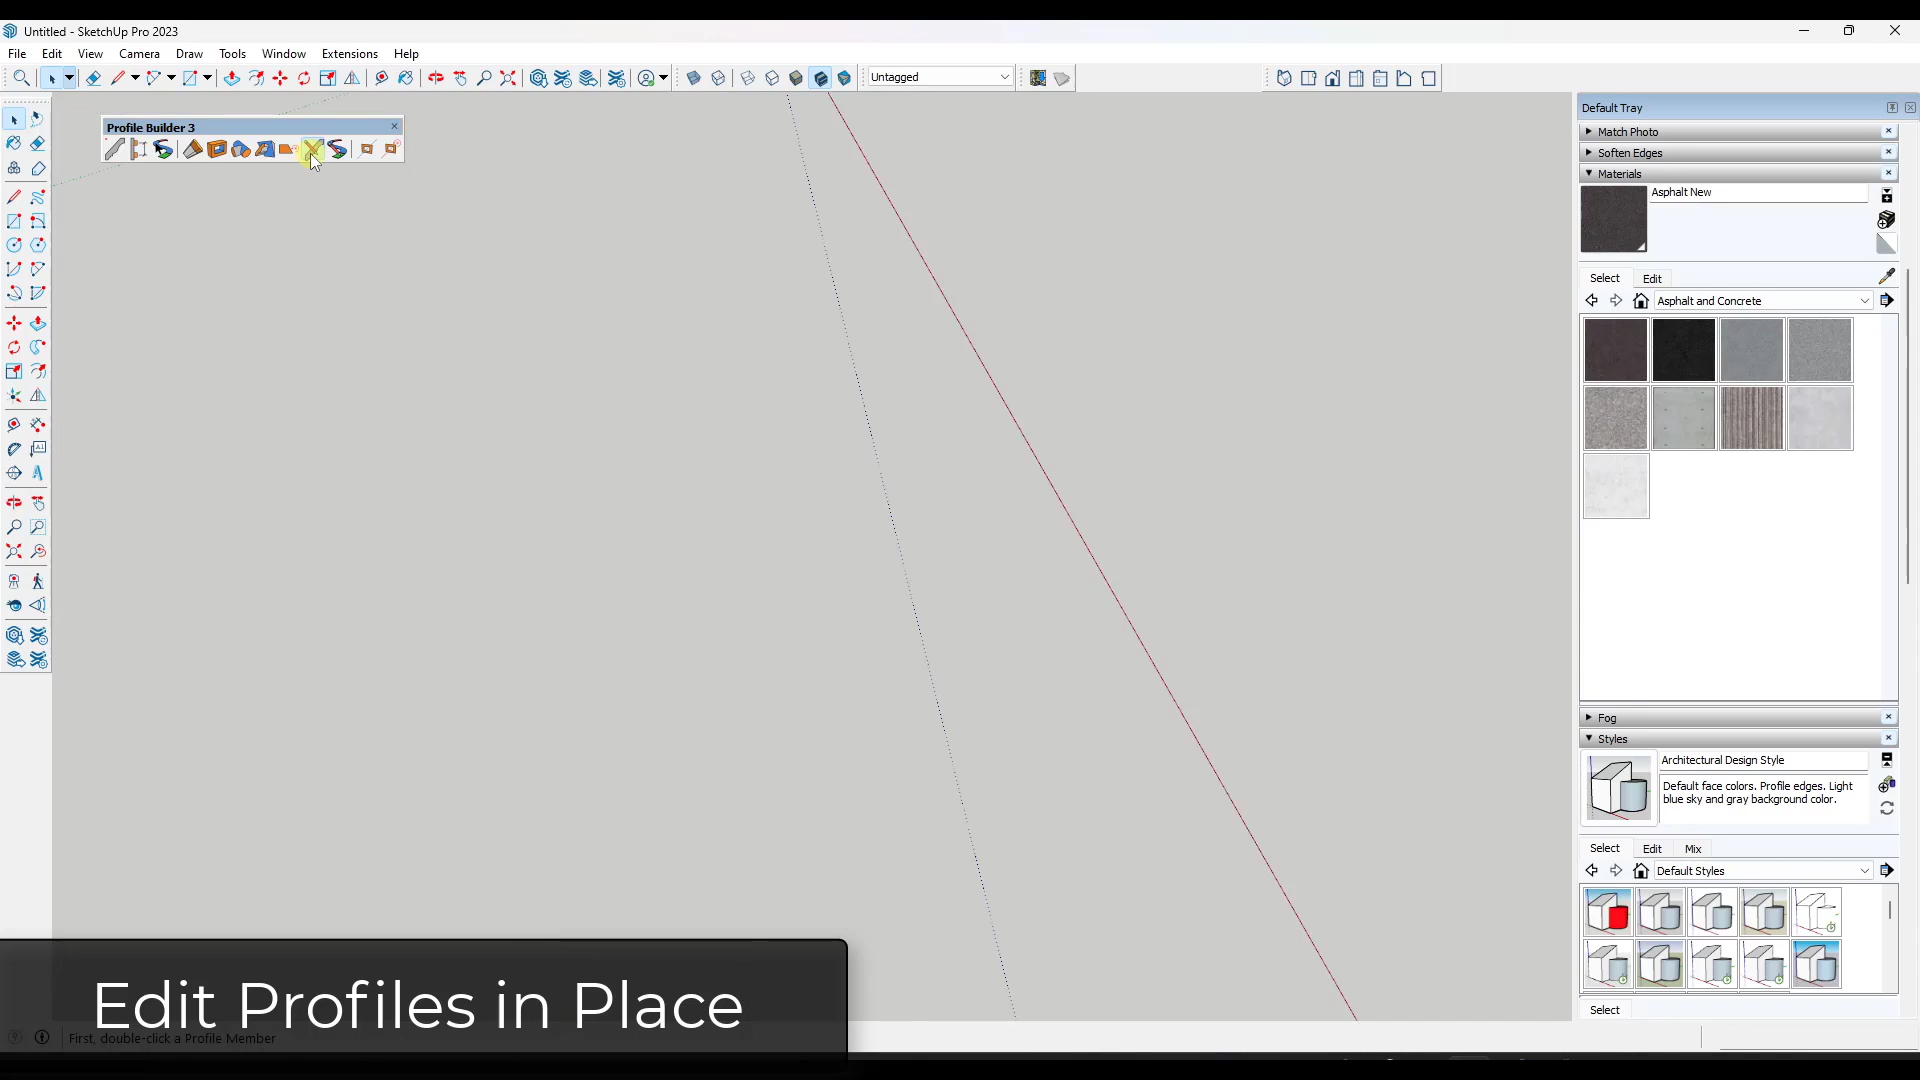 Untitled - SketchUp Pro 2023
File Edit View Camera Draw Tools Window Extensions Help
Untagged
Default Tray
Profile Builder 3
Match Photo
Soften Edges
Materials
Asphalt New
Select Edit
Asphalt and Concrete
Fog
Styles
Architectural Design Style
Default face colors. Profile edges. Light
blue sky and gray background color.
Select Edit Mix
Default Styles
Select
Edit Profiles in Place
First, double-click a Profile Member